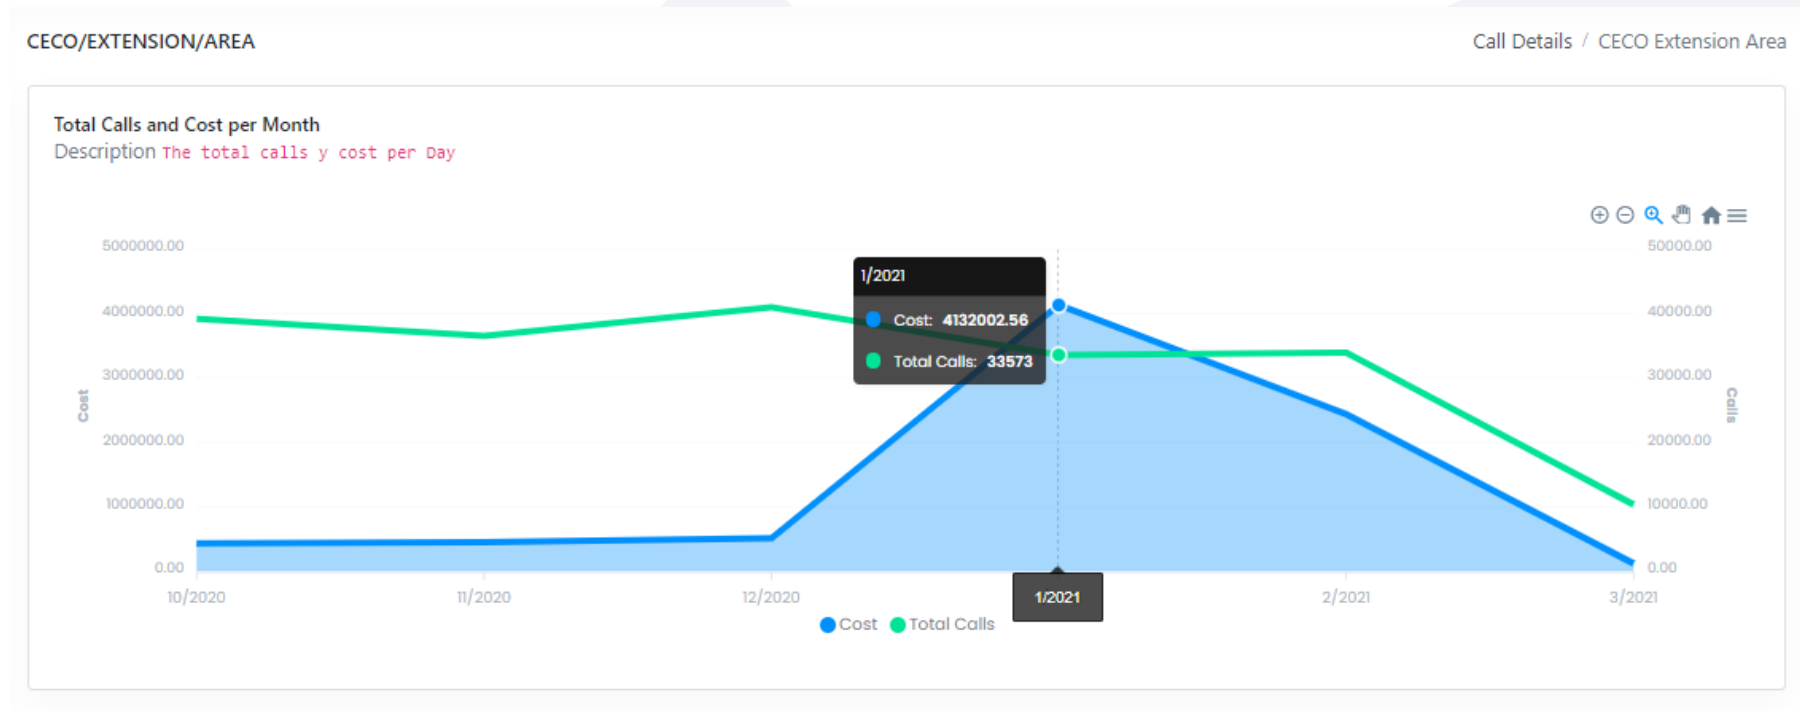 CECO/EXTENSION/AREA
Call Details / CECO Extension Area
Total Calls and Cost per Month
Description The total calls y cost per Day
5000000.00
4000000.00
3000000.00
2000000.00
1000000.00
0.00
Cost
1/2021
Cost: 4132002.56
Total Calls: 33573
50000.00
40000.00
30000.00
20000.00
10000.00
0.00
Calls
10/2020
11/2020
12/2020
1/2021
2/2021
3/2021
Cost Total Calls